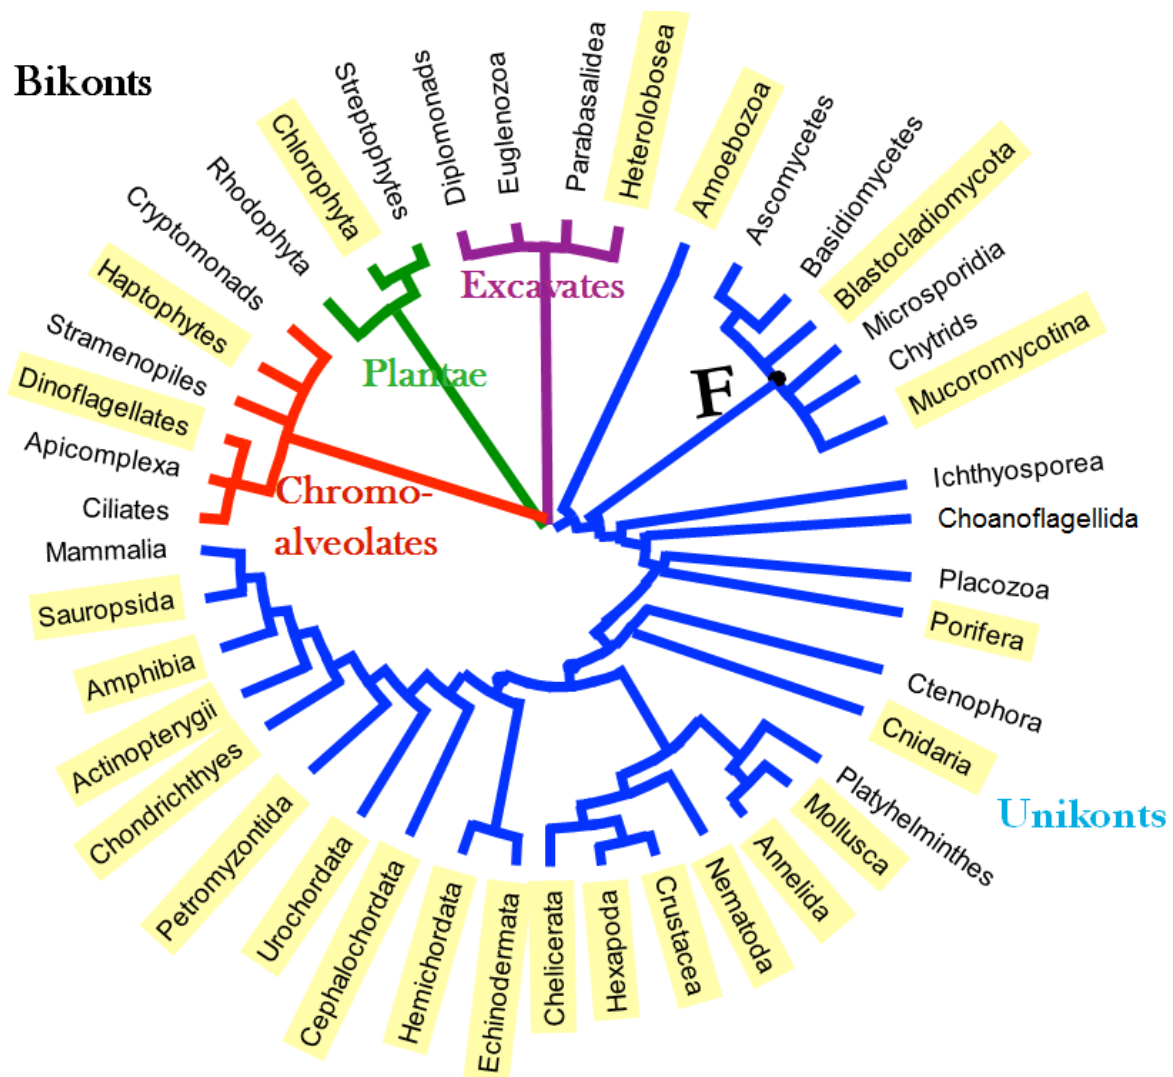 Bikonts
Chlorophyta
Streptophytes
Diplomonads
Euglenozoa
Parabasalidea
Heterolobosea
Amoebozoa
Ascomycetes
Basidiomycetes
Blastocladiomycota
Microsporidia
Chytrids
Mucoromycotina
Ichthyosporea
Choanoflagellida
Placozoa
Porifera
Ctenophora
Cnidaria
Unikonts
Platyhelminthes
Mollusca
Annelida
Nematoda
Crustacea
Hexapoda
Chelicerata
Echinodermata
Hemichordata
Cephalochordata
Urochordata
Petromyzontida
Chondrichthyes
Actinopterygii
Amphibia
Sauropsida
Mammalia
Ciliates
Apicomplexa
Dinoflagellates
Stramenopiles
Haptophytes
Cryptomonads
Rhodophyta
Excavates
Plantae
F
Chromo-
alveolates